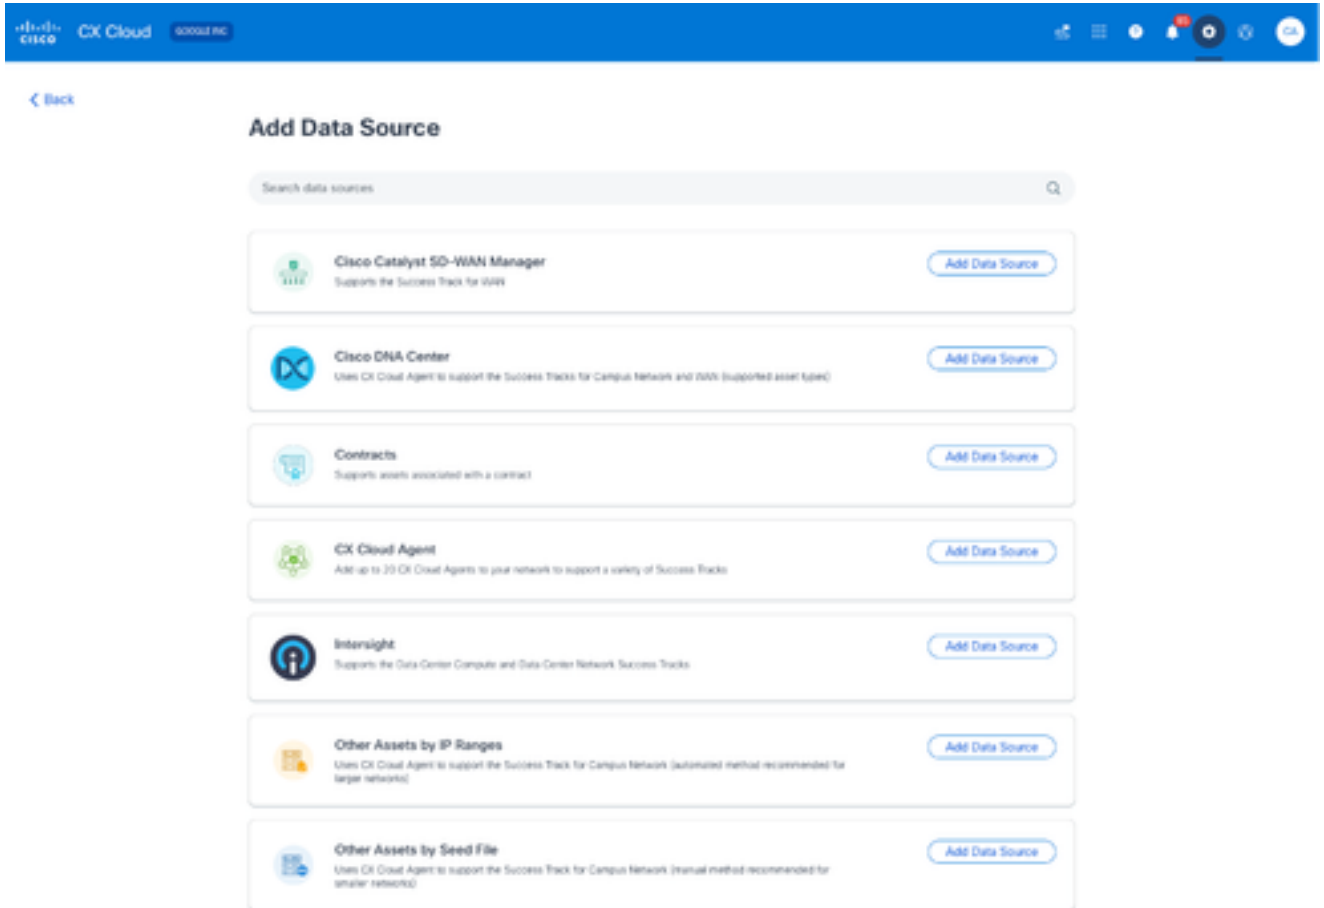 cisco CX Cloud GOOGLE INC CA
Back
Add Data Source
Search data sources
Cisco Catalyst SD-WAN Manager
Supports the Success Track for WAN
Add Data Source
Cisco DNA Center
Uses CX Cloud Agent to support the Success Tracks for Campus Network and WAN (supported asset types)
Add Data Source
Contracts
Supports assets associated with a contract
Add Data Source
CX Cloud Agent
Add up to 20 CX Cloud Agents to your network to support a variety of Success Tracks
Add Data Source
Intersight
Supports the Data Center Compute and Data Center Network Success Tracks
Add Data Source
Other Assets by IP Ranges
Uses CX Cloud Agent to support the Success Track for Campus Network (automated method recommended for
larger networks)
Add Data Source
Other Assets by Seed File
Uses CX Cloud Agent to support the Success Track for Campus Network (manual method recommended for
smaller networks)
Add Data Source